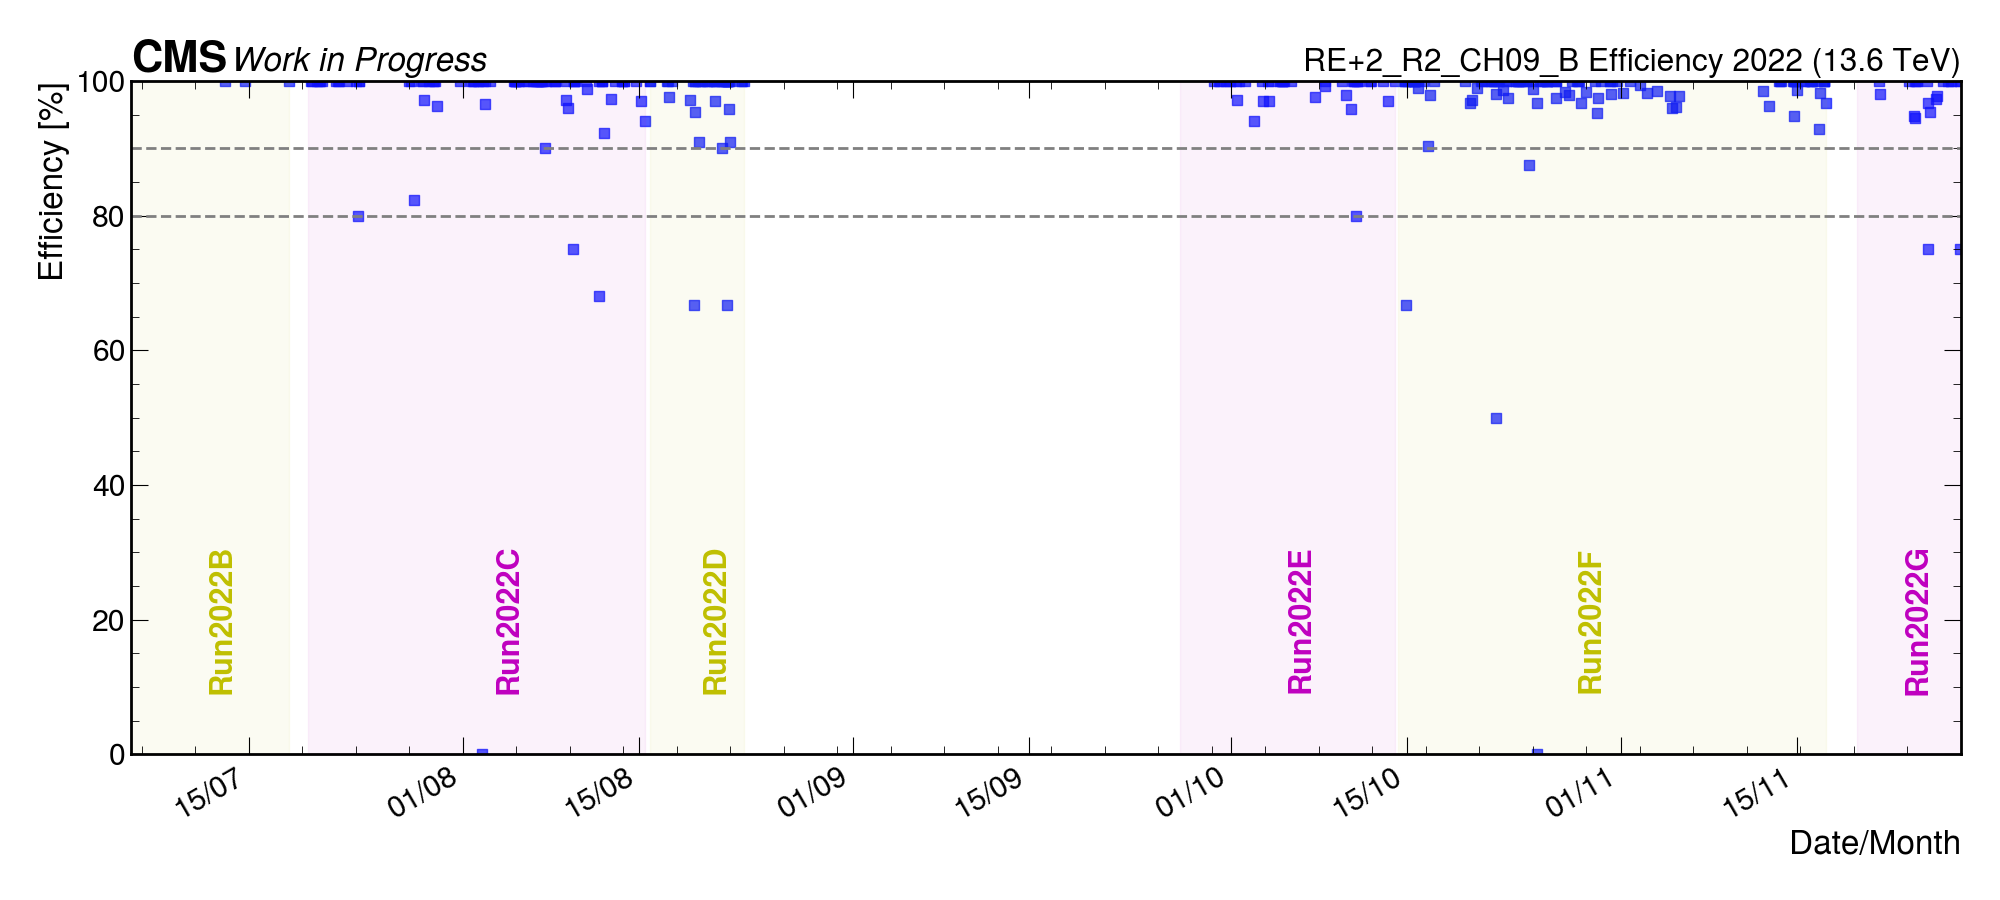 CMS Work in Progress
RE+2_R2_CH09_B Efficiency 2022 (13.6 TeV)
Efficiency [%]
100
80
60
40
20
0
Run2022B
Run2022C
Run2022D
Run2022E
Run2022F
Run2022G
15/07
01/08
15/08
01/09
15/09
01/10
15/10
01/11
15/11
Date/Month